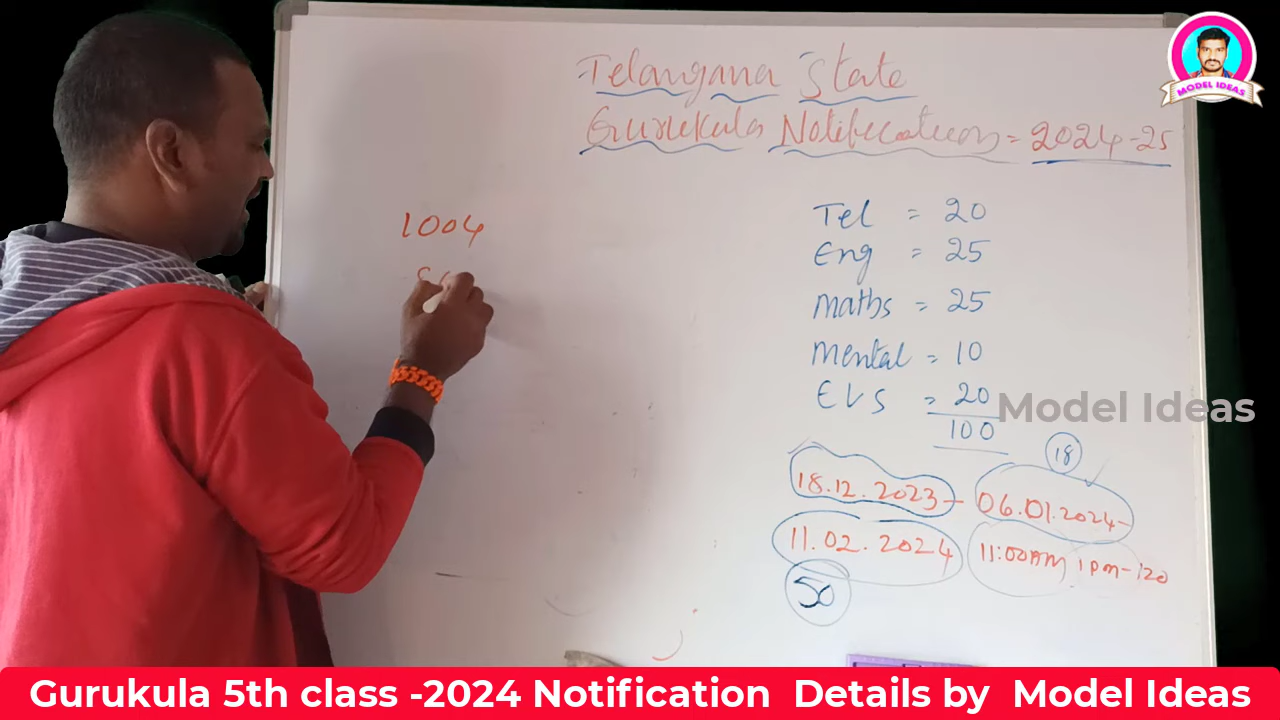 MODEL IDEAS
Telangana State
Gurukula Notification = 2024-25
1004
Tel = 20
Eng = 25
Maths = 25
Mental = 10
EVS = 20
100
Model Ideas
18
18.12.2023 - 06.01.2024-
11.02.2024 11:00AM 1pm-120
50
Gurukula 5th class -2024 Notification Details by Model Ideas